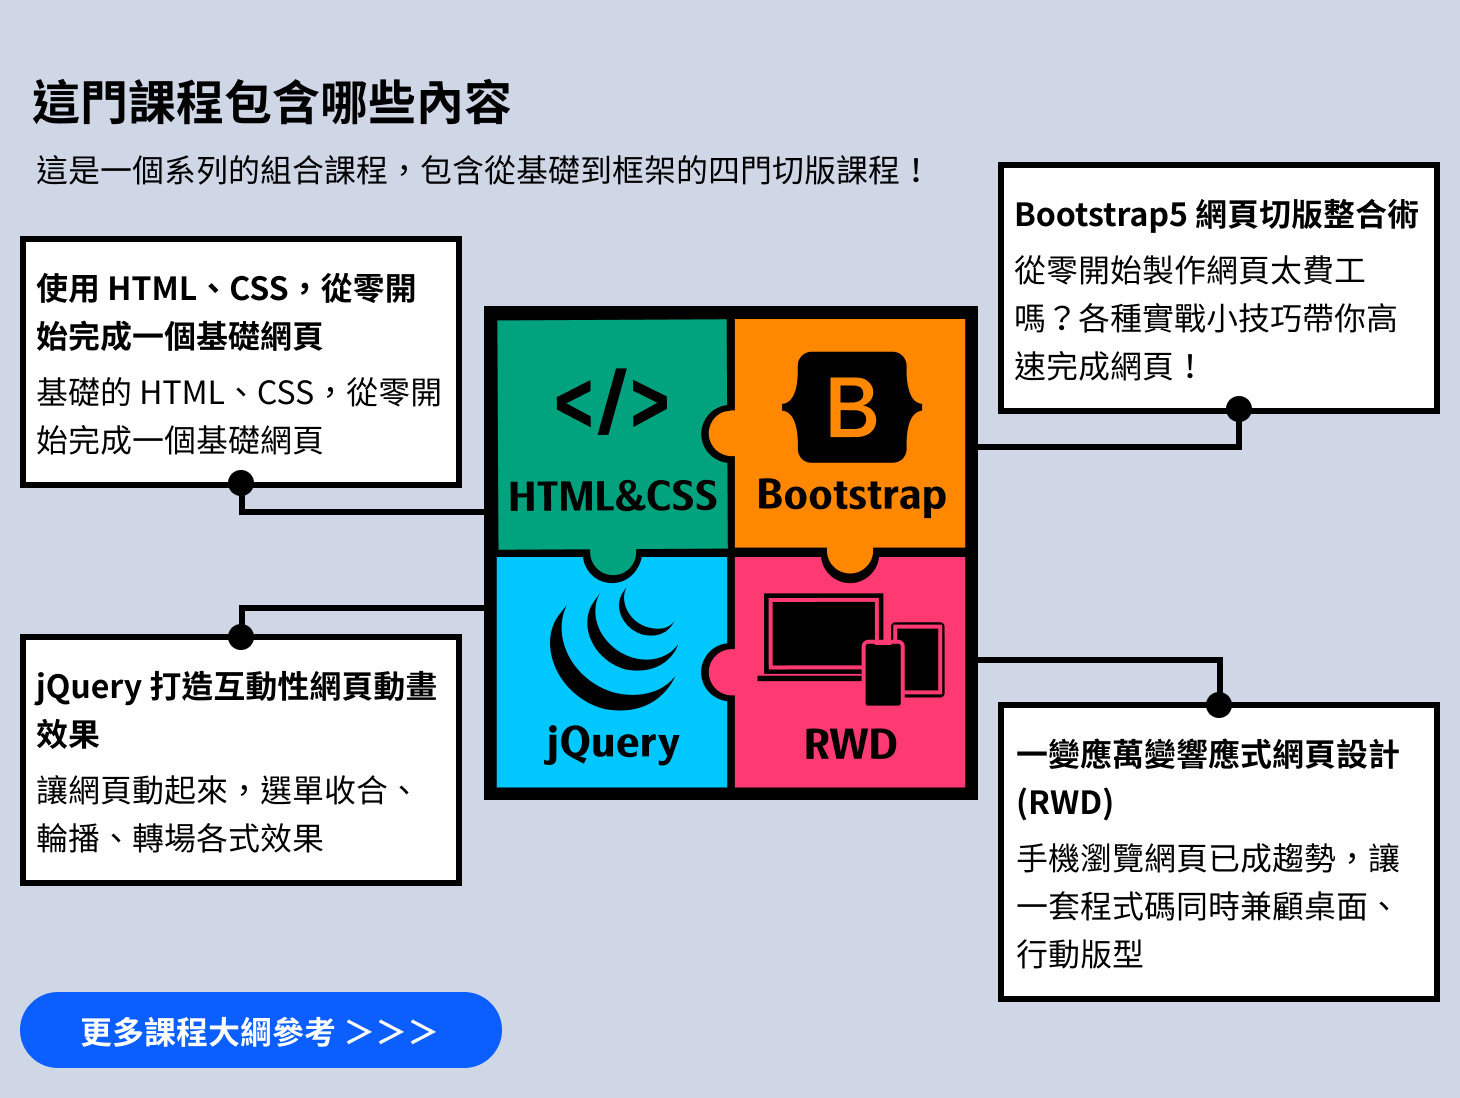 這門課程包含哪些內容
這是一個系列的組合課程，包含從基礎到框架的四門切版課程！
使用 HTML、CSS，從零開
始完成一個基礎網頁
基礎的 HTML、CSS，從零開
始完成一個基礎網頁
Bootstrap5 網頁切版整合術
從零開始製作網頁太費工
嗎？各種實戰小技巧帶你高
速完成網頁！
</>
HTML&CSS
B
Bootstrap
jQuery
RWD
jQuery 打造互動性網頁動畫
效果
讓網頁動起來，選單收合、
輪播、轉場各式效果
一變應萬變響應式網頁設計
(RWD)
手機瀏覽網頁已成趨勢，讓
一套程式碼同時兼顧桌面、
行動版型
更多課程大綱參考 >>>